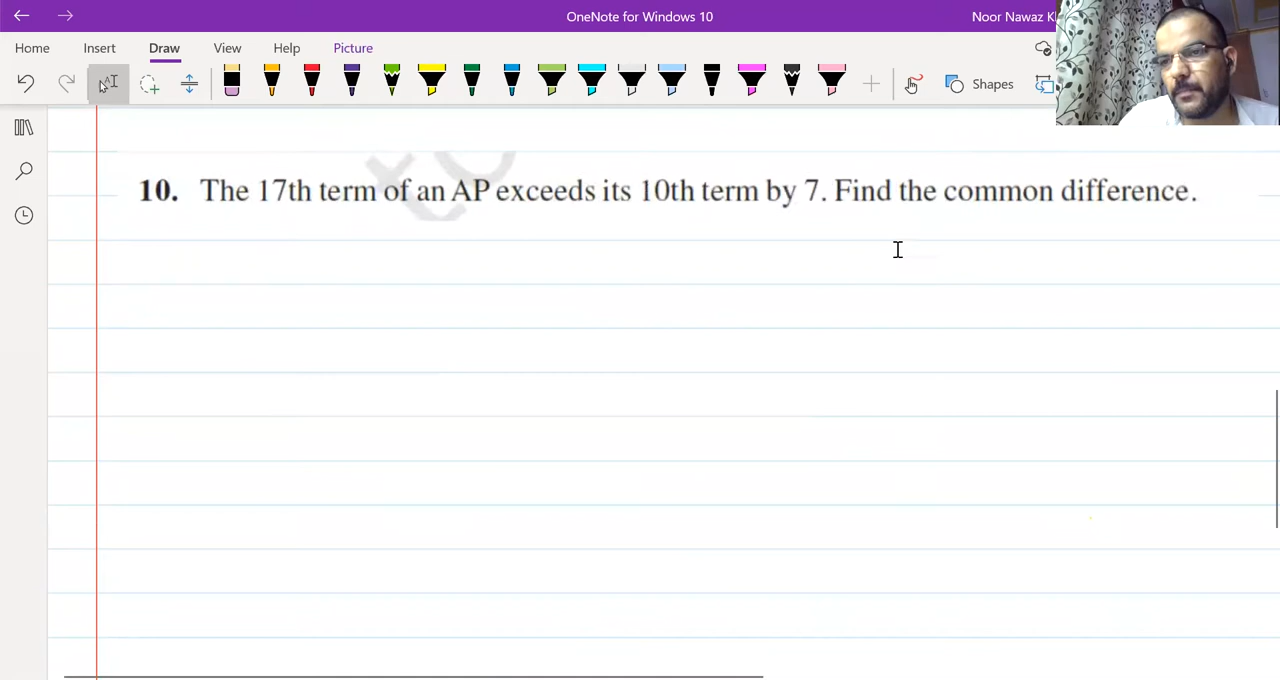 OneNote for Windows 10
Noor Nawaz K
Home Insert Draw View Help Picture
Shapes
10. The 17th term of an AP exceeds its 10th term by 7. Find the common difference.